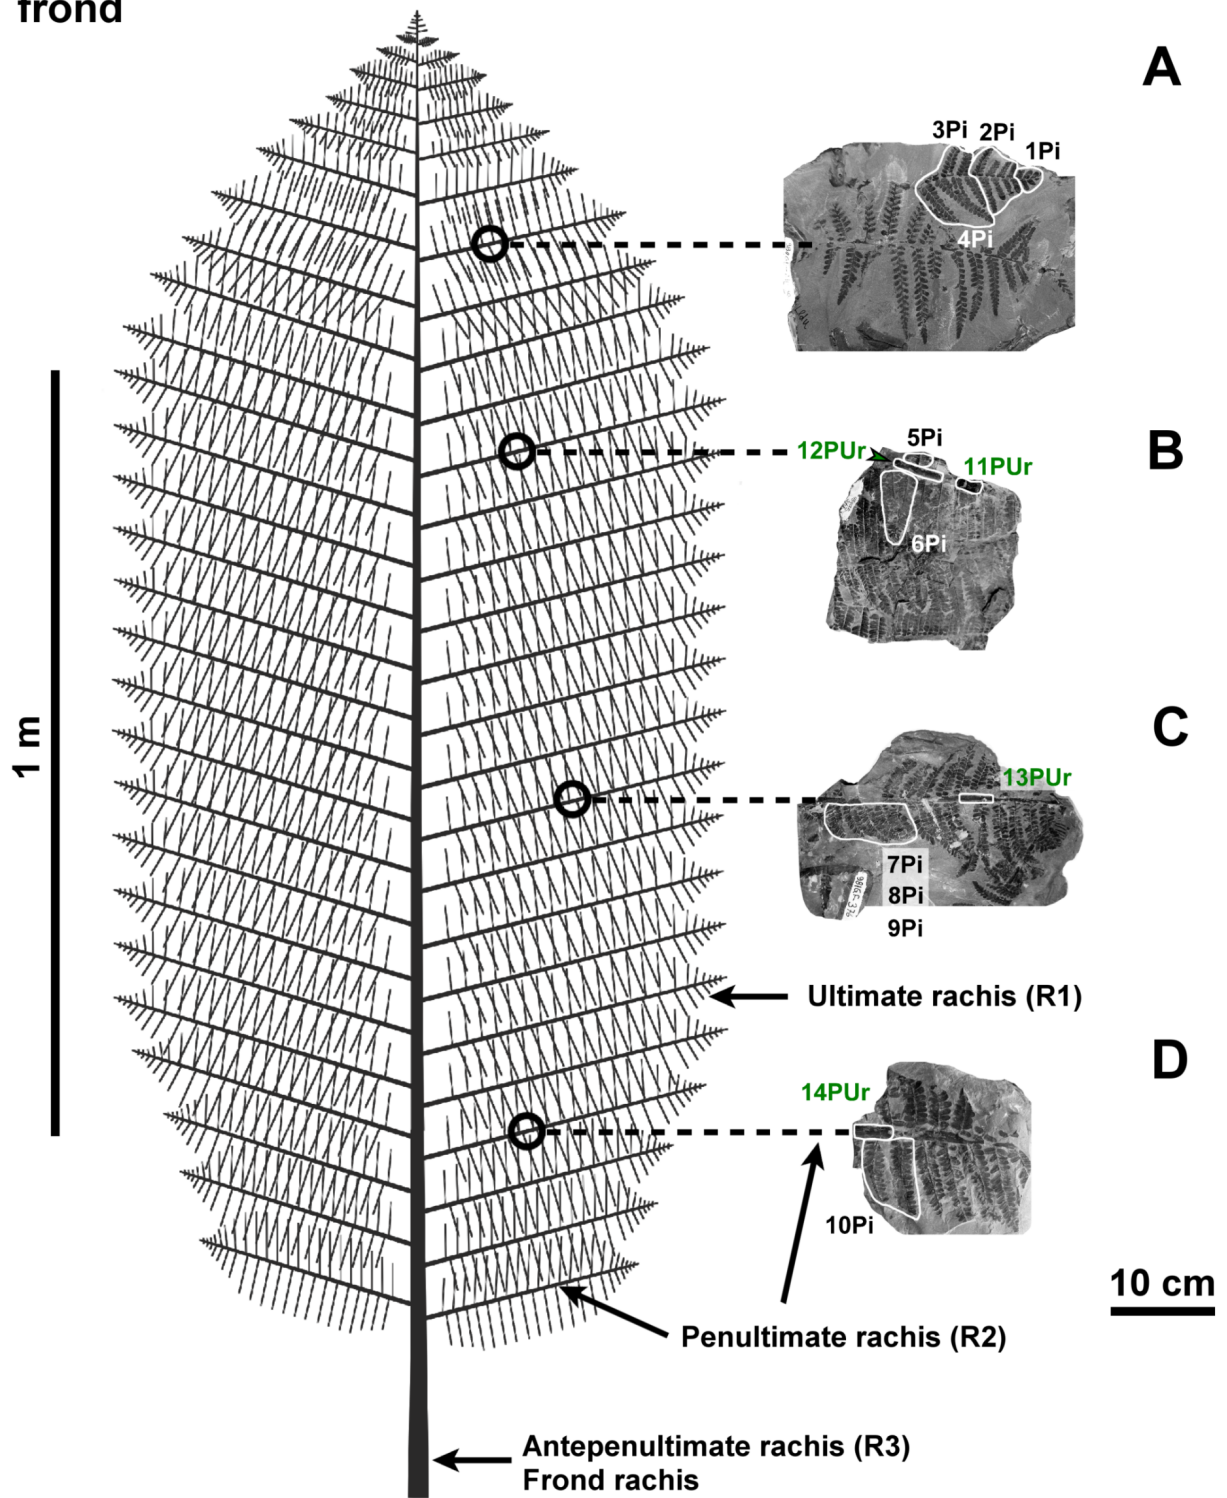 frond
A
3Pi 2Pi
1Pi
4Pi
B
12PUr
5Pi
11PUr
6Pi
C
13PUr
7Pi
8Pi
9Pi
1 m
Ultimate rachis (R1)
D
14PUr
10Pi
10 cm
Penultimate rachis (R2)
Antepenultimate rachis (R3)
Frond rachis